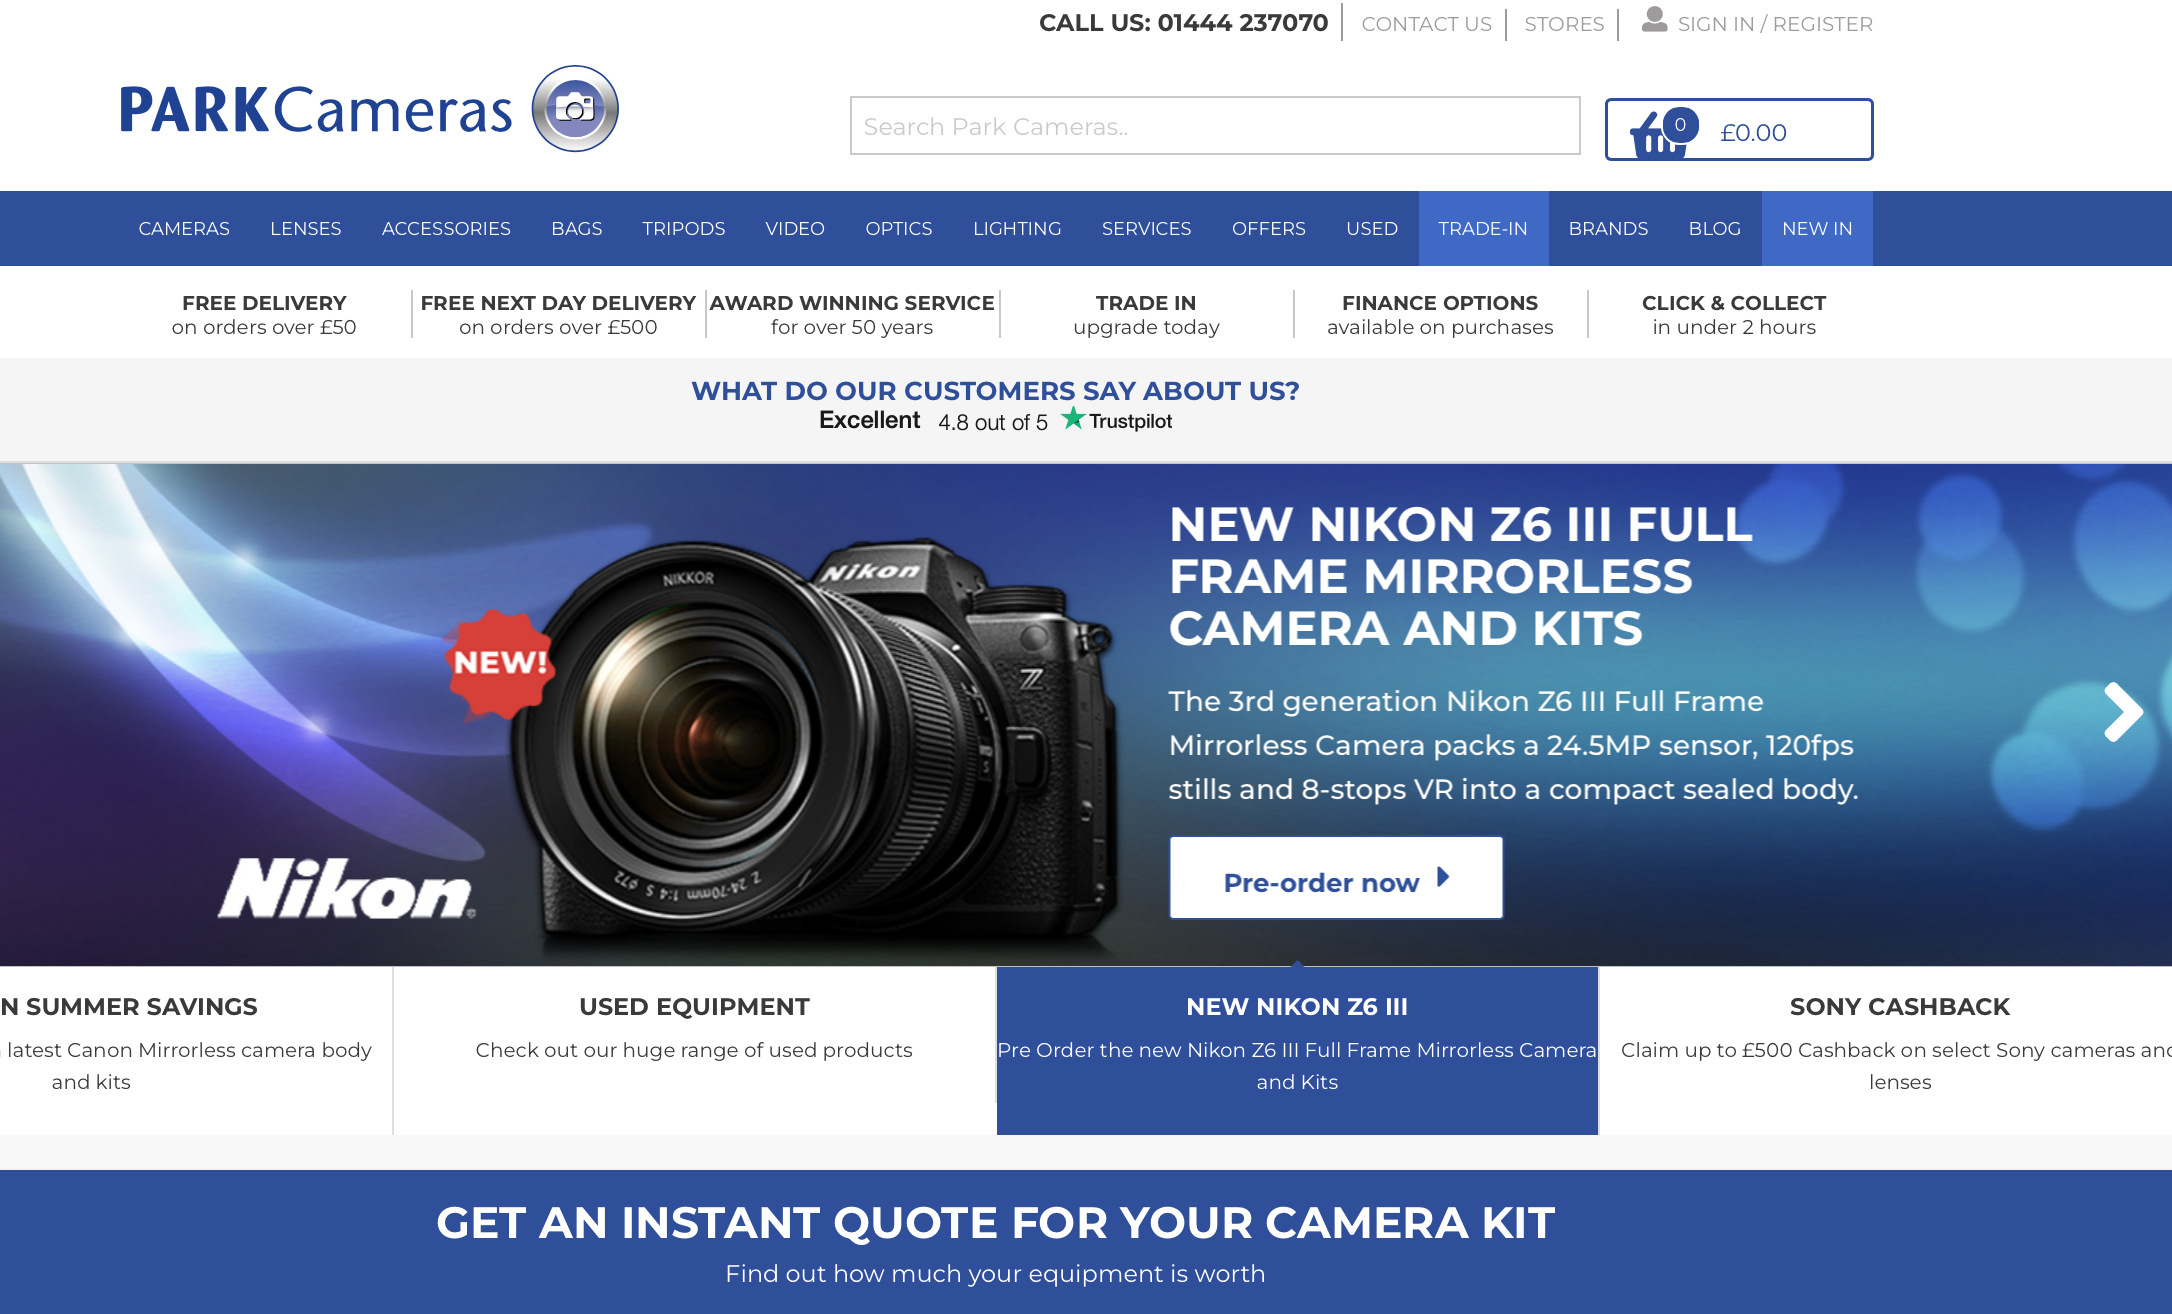 CALL US: 01444 237070
CONTACT US
STORES
SIGN IN / REGISTER
PARKCameras
Search Park Cameras..
0
£0.00
CAMERAS
LENSES
ACCESSORIES
BAGS
TRIPODS
VIDEO
OPTICS
LIGHTING
SERVICES
OFFERS
USED
TRADE-IN
BRANDS
BLOG
NEW IN
FREE DELIVERY
on orders over £50
FREE NEXT DAY DELIVERY
on orders over £500
AWARD WINNING SERVICE
for over 50 years
TRADE IN
upgrade today
FINANCE OPTIONS
available on purchases
CLICK & COLLECT
in under 2 hours
WHAT DO OUR CUSTOMERS SAY ABOUT US?
Excellent 4.8 out of 5 Trustpilot
NEW!
NIKKOR
Nikon
Z
S
Z 24-70mm 1:4 S ø72
Nikon
NEW NIKON Z6 III FULL
FRAME MIRRORLESS
CAMERA AND KITS
The 3rd generation Nikon Z6 III Full Frame
Mirrorless Camera packs a 24.5MP sensor, 120fps
stills and 8-stops VR into a compact sealed body.
Pre-order now
N SUMMER SAVINGS
latest Canon Mirrorless camera body
and kits
USED EQUIPMENT
Check out our huge range of used products
NEW NIKON Z6 III
Pre Order the new Nikon Z6 III Full Frame Mirrorless Camera
and Kits
SONY CASHBACK
Claim up to £500 Cashback on select Sony cameras and
lenses
GET AN INSTANT QUOTE FOR YOUR CAMERA KIT
Find out how much your equipment is worth